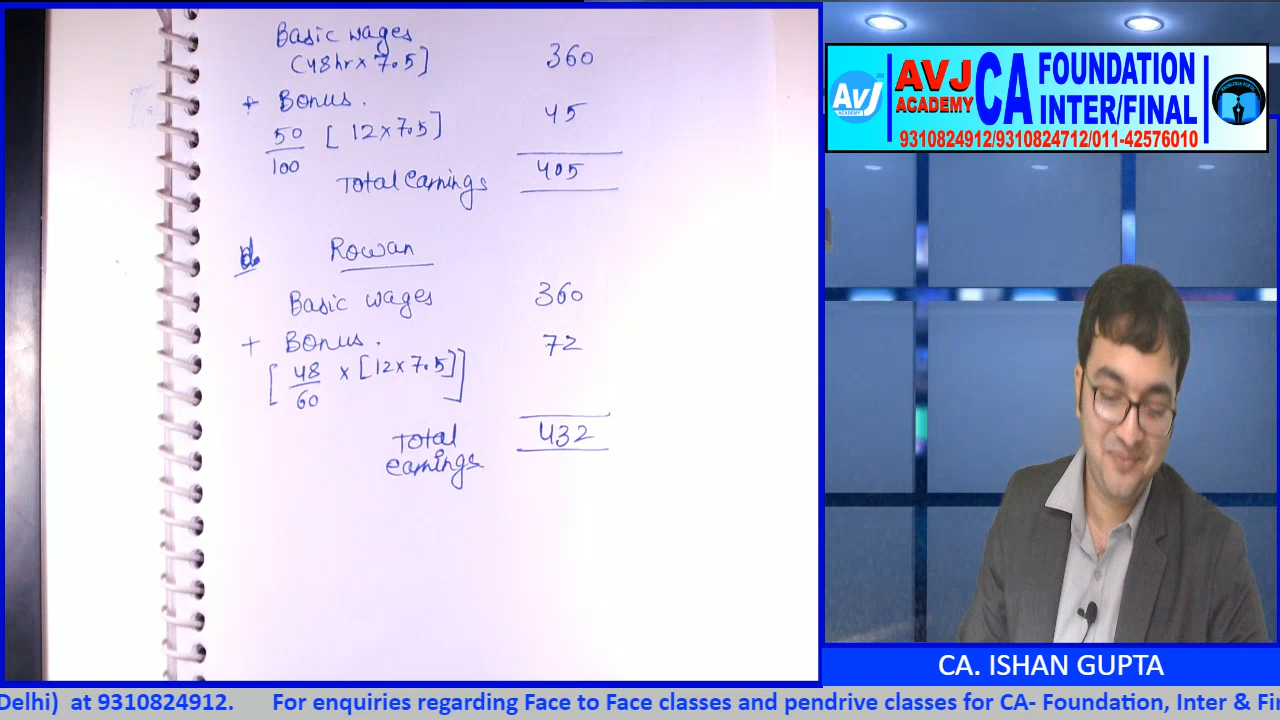 Basic wages
(48hr x 7.5] 360
+ Bonus. 45
50 [12 x 7.5]
100
Total earnings 405
d. Rowan
Basic wages 360
+ Bonus. 72
[48 x [12 x 7.5]]
60
Total 432
earnings
AVJ
ACADEMY
AVJ
ACADEMY
CA
FOUNDATION
INTER/FINAL
9310824912/9310824712/011-42576010
CA. ISHAN GUPTA
Delhi) at 9310824912. For enquiries regarding Face to Face classes and pendrive classes for CA- Foundation, Inter & Fi